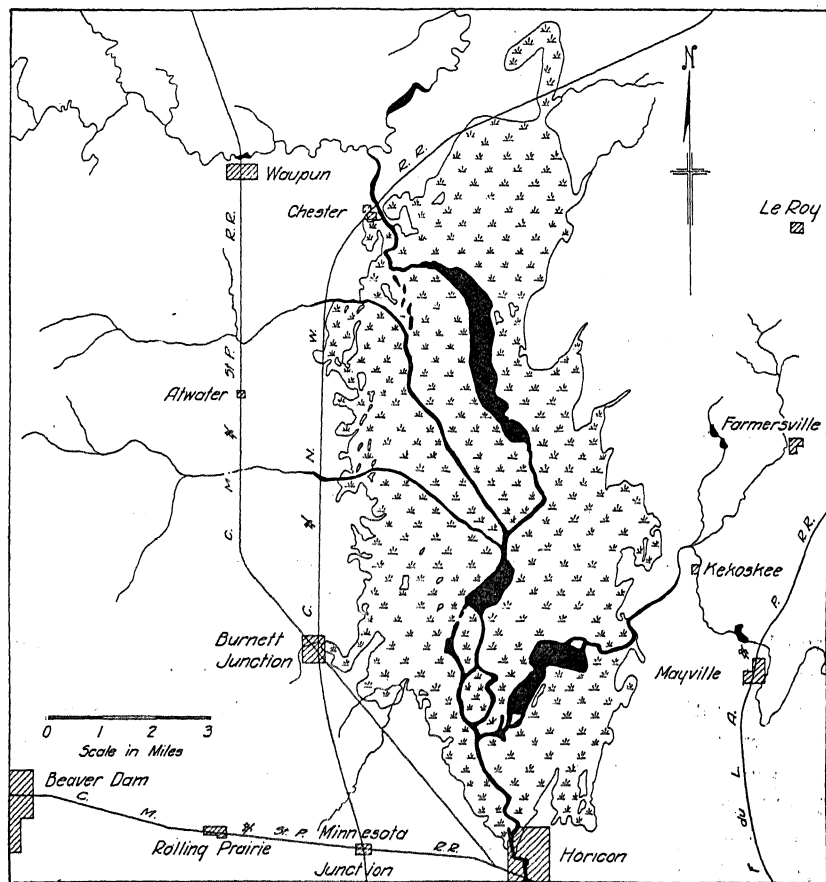 N
Waupun
R. R.
Chester
Le Roy
R. R.
W.
St P.
Atwater
Farmersville
&
M.
N.
&
C.
R.R.
Kekoskee
C.
P.
Burnett
Junction
&
Mayville
A.
L.
du
F
0 1 2 3
Scale in Miles
Beaver Dam
C.
M.
&
St. P.
Rolling Prairie
Minnesota
Junction
R.R.
Horicon